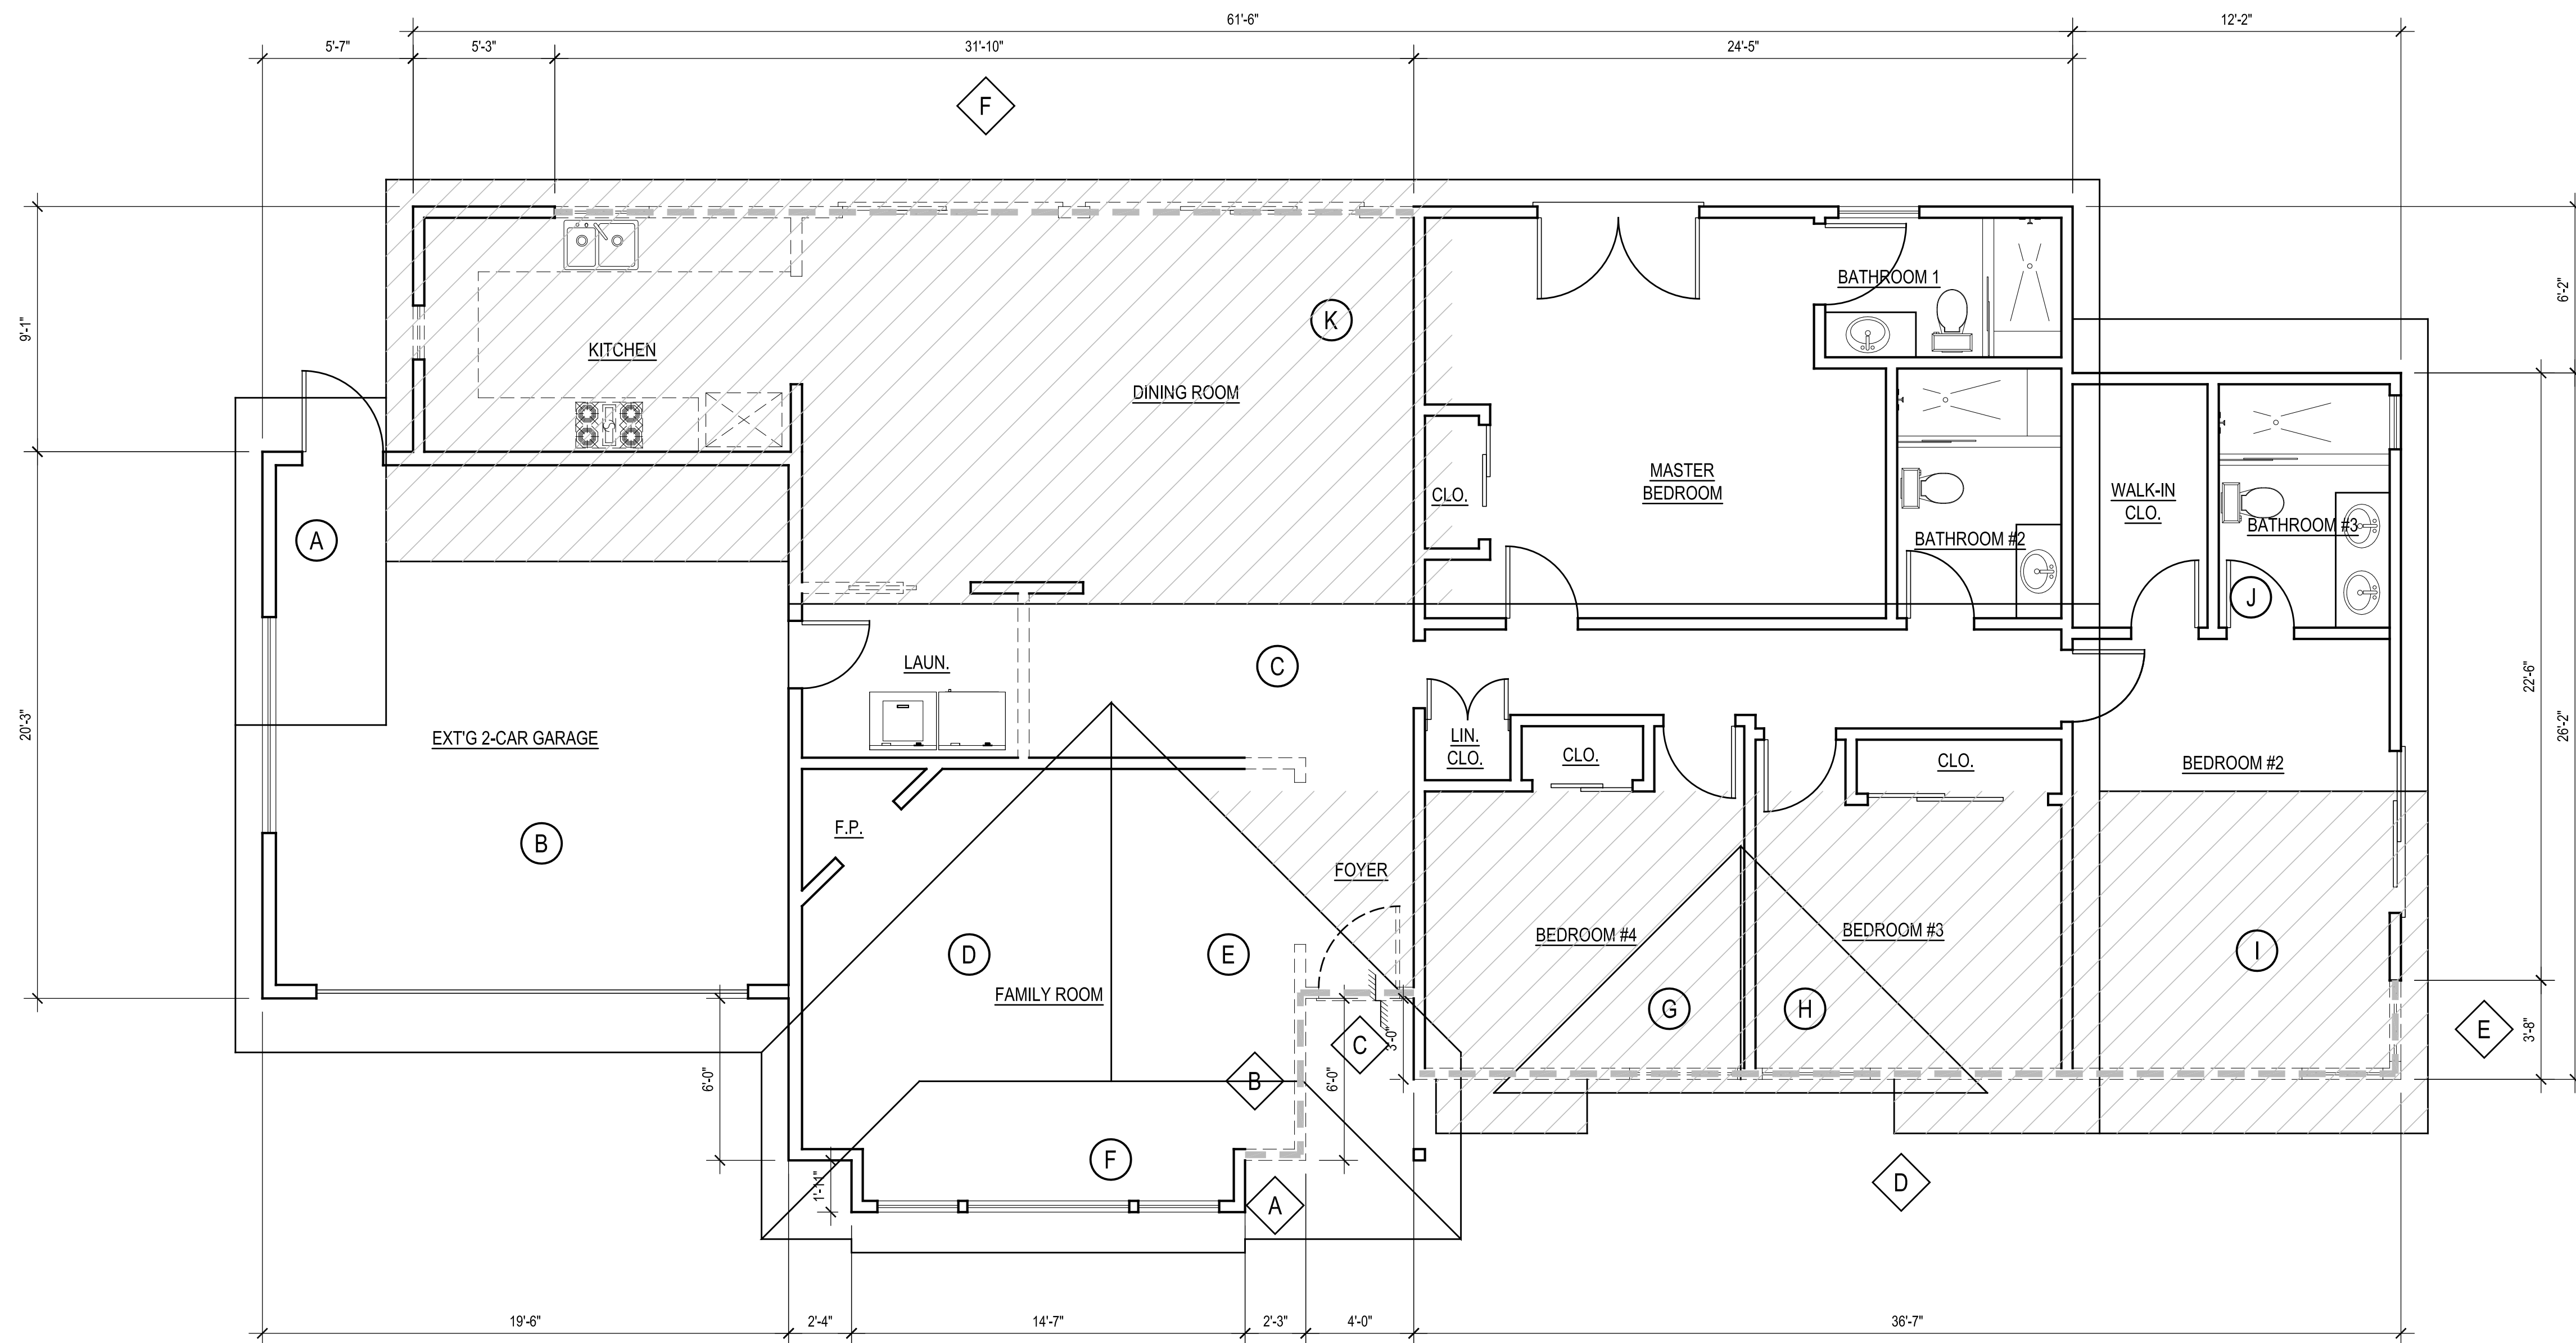 61'-6"
12'-2"
5'-7"
5'-3"
31'-10"
24'-5"
F
9'-1"
6'-2"
BATHROOM 1
K
KITCHEN
DINING ROOM
MASTER
BEDROOM
CLO.
WALK-IN
CLO.
BATHROOM #2
BATHROOM #3
A
J
LAUN.
C
22'-6"
26'-2"
20'-3"
EXT'G 2-CAR GARAGE
LIN.
CLO.
CLO.
CLO.
BEDROOM #2
B
F.P.
FOYER
BEDROOM #4
BEDROOM #3
D
E
I
FAMILY ROOM
G
H
E
3'-8"
C
3'-0"
B
6'-0"
6'-0"
F
1'-11"
A
D
19'-6"
2'-4"
14'-7"
2'-3"
4'-0"
36'-7"